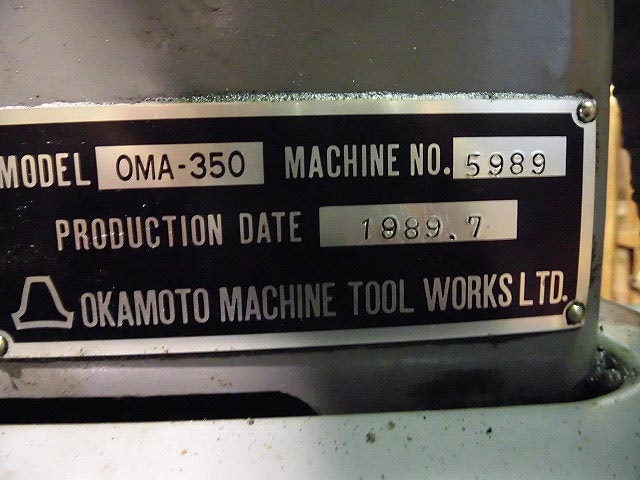 MODEL OMA-350 MACHINE NO. 5989
PRODUCTION DATE 1989.7
OKAMOTO MACHINE TOOL WORKS LTD.